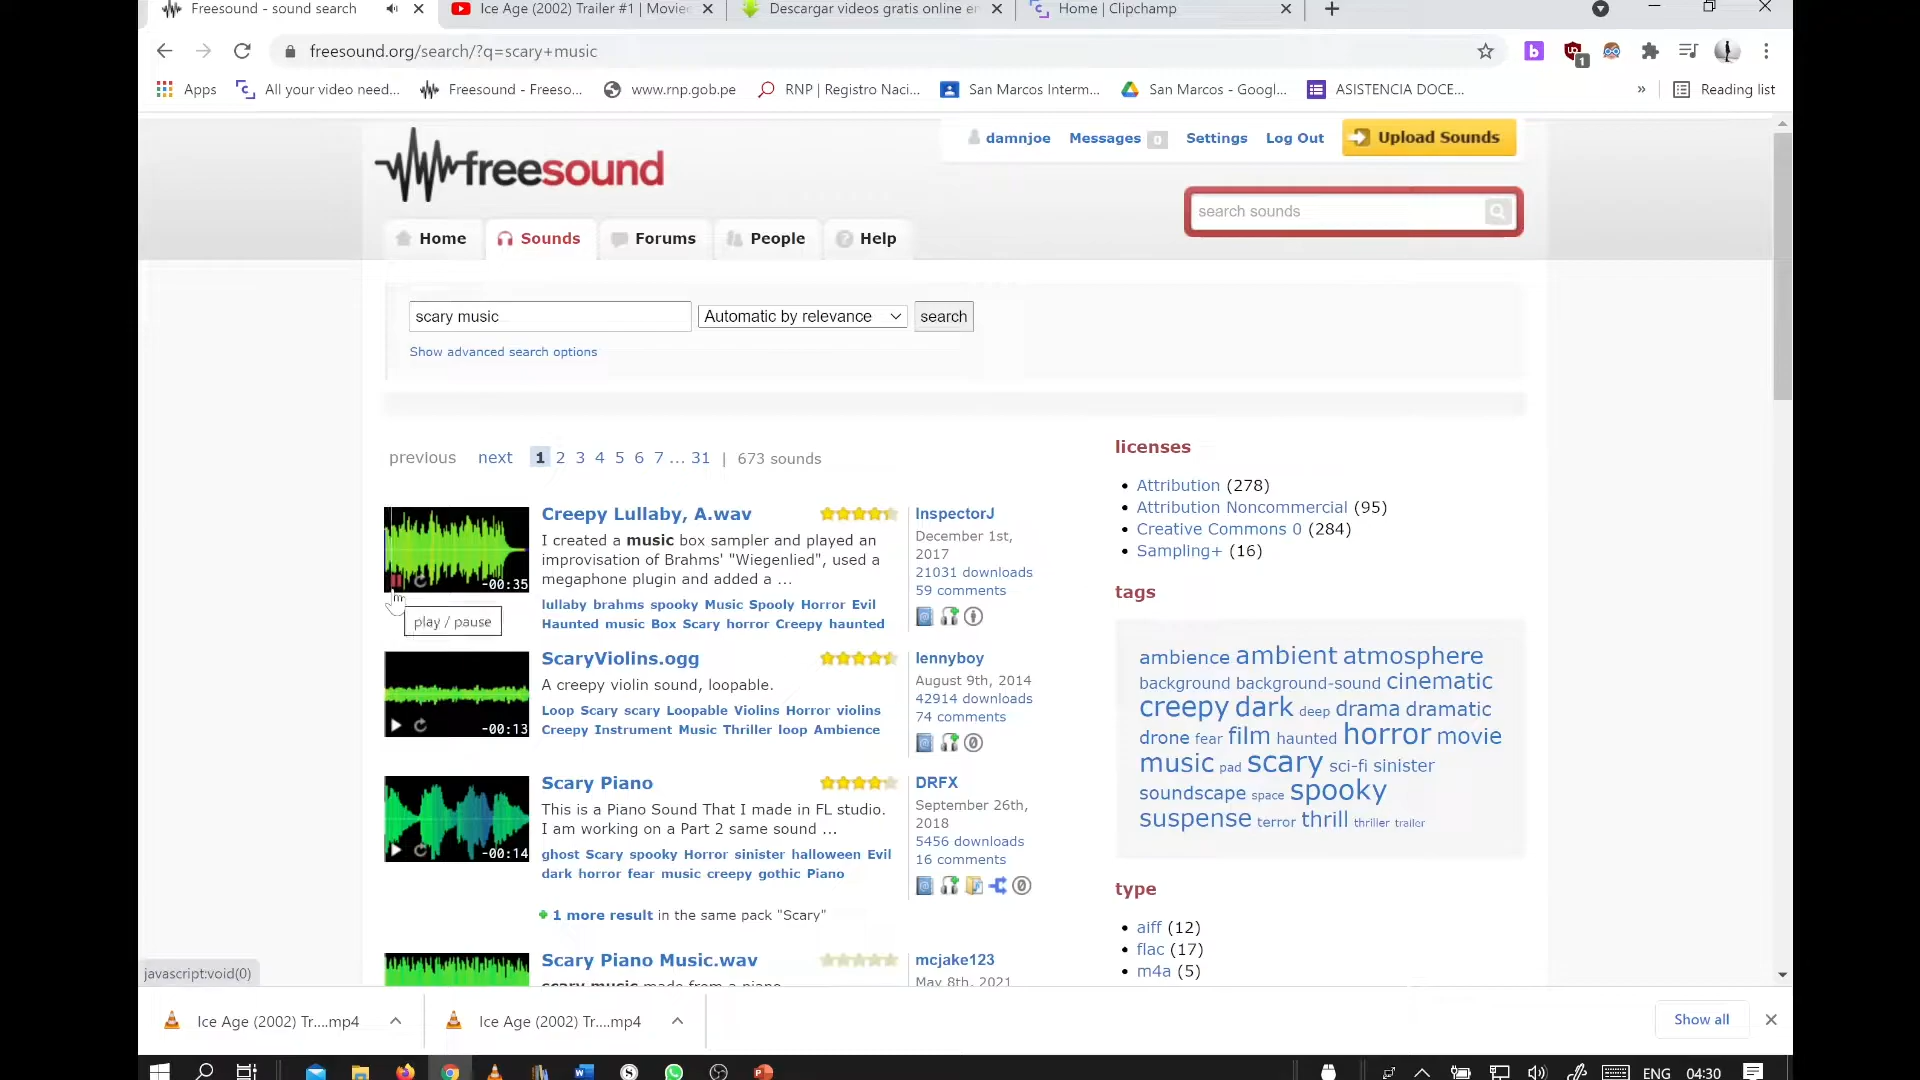 Freesound - sound search
Ice Age (2002) Trailer #1 | Movie
Descargar videos gratis online e
Home | Clipchamp
freesound.org/search/?q=scary+music
1
Apps
All your video need...
Freesound - Freeso...
www.rnp.gob.pe
RNP | Registro Naci...
San Marcos Interm...
San Marcos - Googl...
ASISTENCIA DOCE...
»
Reading list
damnjoe Messages 0 Settings Log Out Upload Sounds
freesound
search sounds
Home Sounds Forums People Help
scary music
Automatic by relevance
search
Show advanced search options
previous next 1 2 3 4 5 6 7 ... 31 | 673 sounds
-00:35
play / pause
Creepy Lullaby, A.wav
I created a music box sampler and played an
improvisation of Brahms' "Wiegenlied", used a
megaphone plugin and added a ...
lullaby brahms spooky Music Spooly Horror Evil
Haunted music Box Scary horror Creepy haunted
InspectorJ
December 1st,
2017
21031 downloads
59 comments
-00:13
ScaryViolins.ogg
A creepy violin sound, loopable.
Loop Scary scary Loopable Violins Horror violins
Creepy Instrument Music Thriller loop Ambience
lennyboy
August 9th, 2014
42914 downloads
74 comments
0
-00:14
Scary Piano
This is a Piano Sound That I made in FL studio.
I am working on a Part 2 same sound ...
ghost Scary spooky Horror sinister halloween Evil
dark horror fear music creepy gothic Piano
DRFX
September 26th,
2018
5456 downloads
16 comments
0
1 more result in the same pack "Scary"
Scary Piano Music.wav
scary music made from a piano
mcjake123
May 8th, 2021
licenses
Attribution (278)
Attribution Noncommercial (95)
Creative Commons 0 (284)
Sampling+ (16)
tags
ambience ambient atmosphere
background background-sound cinematic
creepy dark deep drama dramatic
drone fear film haunted horror movie
music pad scary sci-fi sinister
soundscape space spooky
suspense terror thrill thriller trailer
type
aiff (12)
flac (17)
m4a (5)
javascript:void(0)
Ice Age (2002) Tr....mp4
Ice Age (2002) Tr....mp4
Show all
ENG
04:30